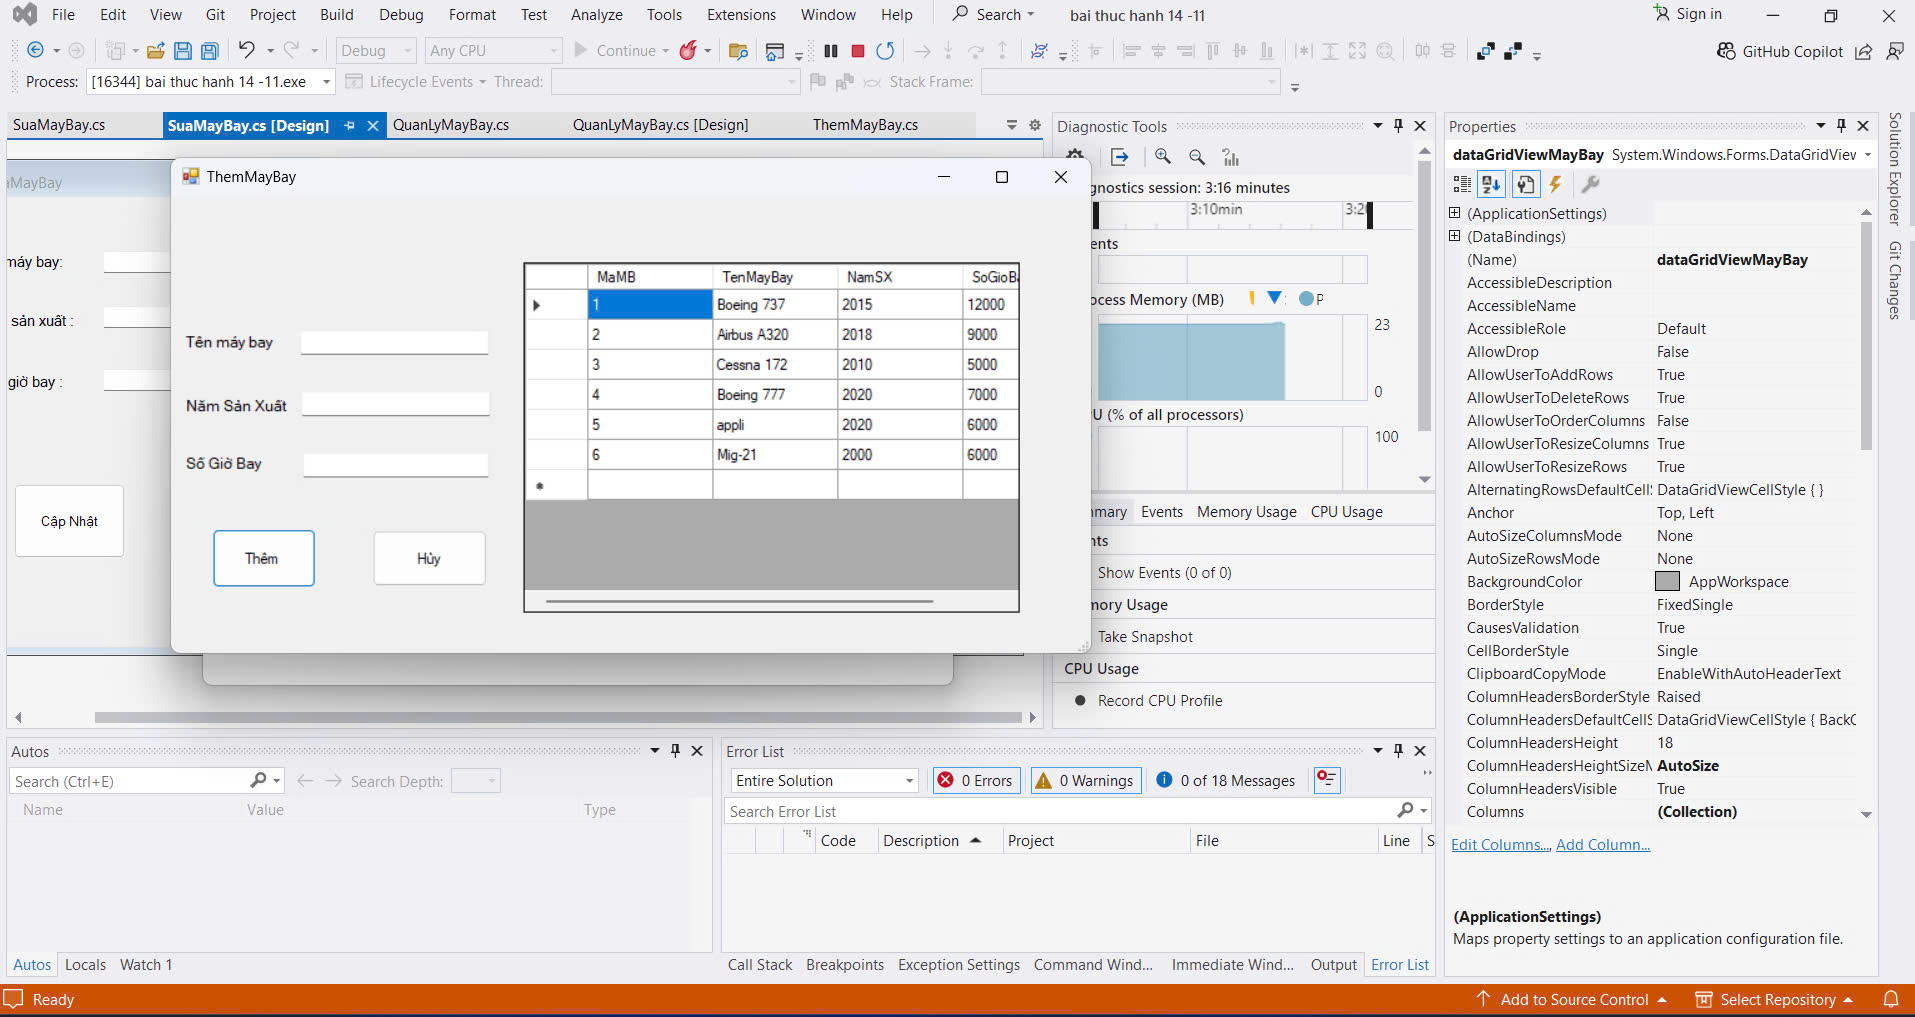 File Edit View Git Project Build Debug Format Test Analyze Tools Extensions Window Help Search bai thuc hanh 14 -11 Sign in
Debug Any CPU Continue GitHub Copilot
Process: [16344] bai thuc hanh 14 -11.exe Lifecycle Events Thread: Stack Frame:
SuaMayBay.cs SuaMayBay.cs [Design] QuanLyMayBay.cs QuanLyMayBay.cs [Design] ThemMayBay.cs
aMayBay
máy bay:
sản xuất :
giờ bay :
Cập Nhật
ThemMayBay
Tên máy bay
Năm Sản Xuất
Số Giờ Bay
Thêm Hủy
MaMB TenMayBay NamSX SoGioBa
1 Boeing 737 2015 12000
2 Airbus A320 2018 9000
3 Cessna 172 2010 5000
4 Boeing 777 2020 7000
5 appli 2020 6000
6 Mig-21 2000 6000
Diagnostic Tools
gnostics session: 3:16 minutes
3:10min 3:20
ents
ocess Memory (MB) P
23
0
U (% of all processors)
100
mary Events Memory Usage CPU Usage
nts
Show Events (0 of 0)
mory Usage
Take Snapshot
CPU Usage
Record CPU Profile
Properties
dataGridViewMayBay System.Windows.Forms.DataGridView
(ApplicationSettings)
(DataBindings)
(Name) dataGridViewMayBay
AccessibleDescription
AccessibleName
AccessibleRole Default
AllowDrop False
AllowUserToAddRows True
AllowUserToDeleteRows True
AllowUserToOrderColumns False
AllowUserToResizeColumns True
AllowUserToResizeRows True
AlternatingRowsDefaultCellS DataGridViewCellStyle { }
Anchor Top, Left
AutoSizeColumnsMode None
AutoSizeRowsMode None
BackgroundColor AppWorkspace
BorderStyle FixedSingle
CausesValidation True
CellBorderStyle Single
ClipboardCopyMode EnableWithAutoHeaderText
ColumnHeadersBorderStyle Raised
ColumnHeadersDefaultCellS DataGridViewCellStyle { BackC
ColumnHeadersHeight 18
ColumnHeadersHeightSizeM AutoSize
ColumnHeadersVisible True
Columns (Collection)
Edit Columns..., Add Column...
(ApplicationSettings)
Maps property settings to an application configuration file.
Solution Explorer
Git Changes
Autos
Search (Ctrl+E) Search Depth:
Name Value Type
Autos Locals Watch 1
Error List
Entire Solution 0 Errors 0 Warnings 0 of 18 Messages
Search Error List
Code Description Project File Line S
Call Stack Breakpoints Exception Settings Command Wind... Immediate Wind... Output Error List
Ready Add to Source Control Select Repository